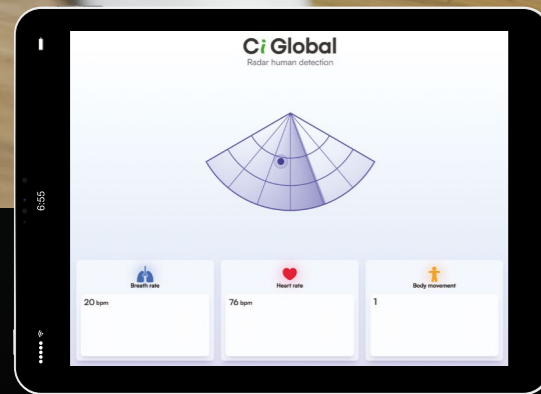 Ci Global
Radar human detection
6:55
Breath rate
20 bpm
Heart rate
76 bpm
Body movement
1